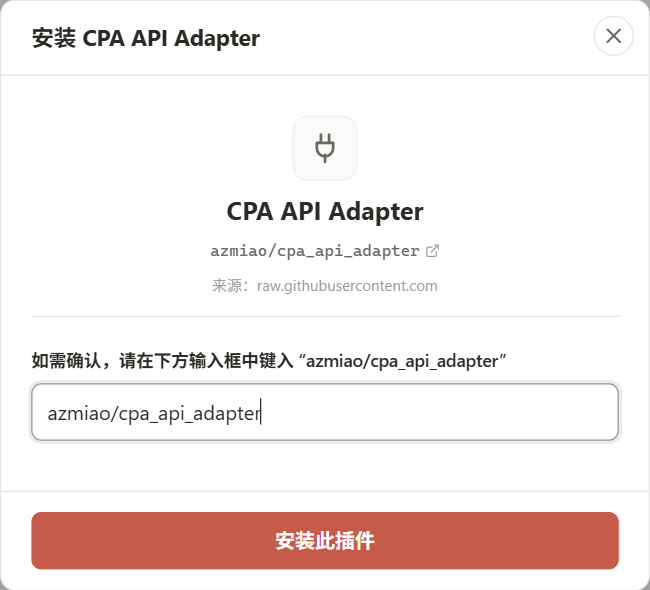 安装 CPA API Adapter
CPA API Adapter
azmiao/cpa_api_adapter
来源：raw.githubusercontent.com
如需确认，请在下方输入框中键入 “azmiao/cpa_api_adapter”
azmiao/cpa_api_adapter
安装此插件